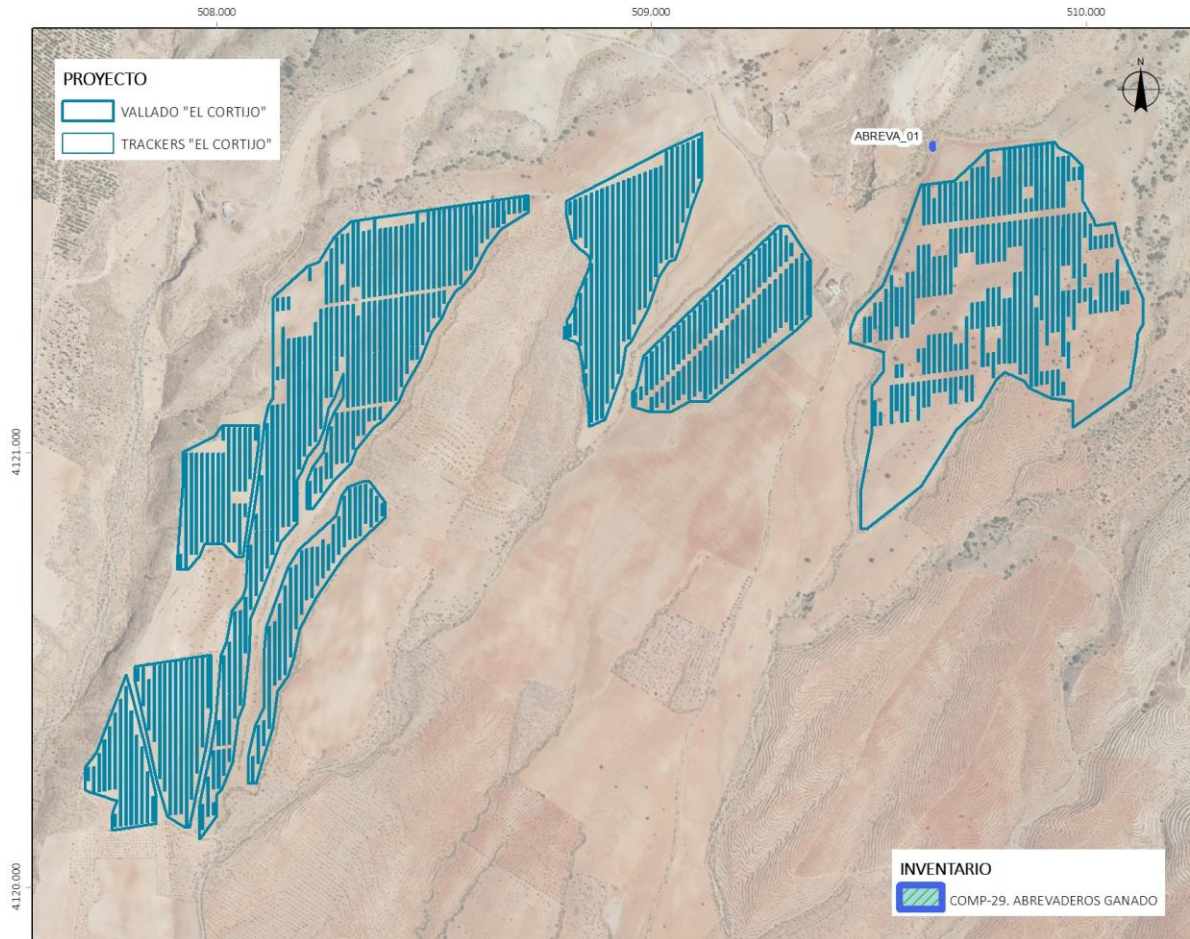 508.000
509.000
510.000
PROYECTO
VALLADO "EL CORTIJO"
TRACKERS "EL CORTIJO"
N
ABREVA_01
4.121.000
4.120.000
INVENTARIO
COMP-29. ABREVADEROS GANADO